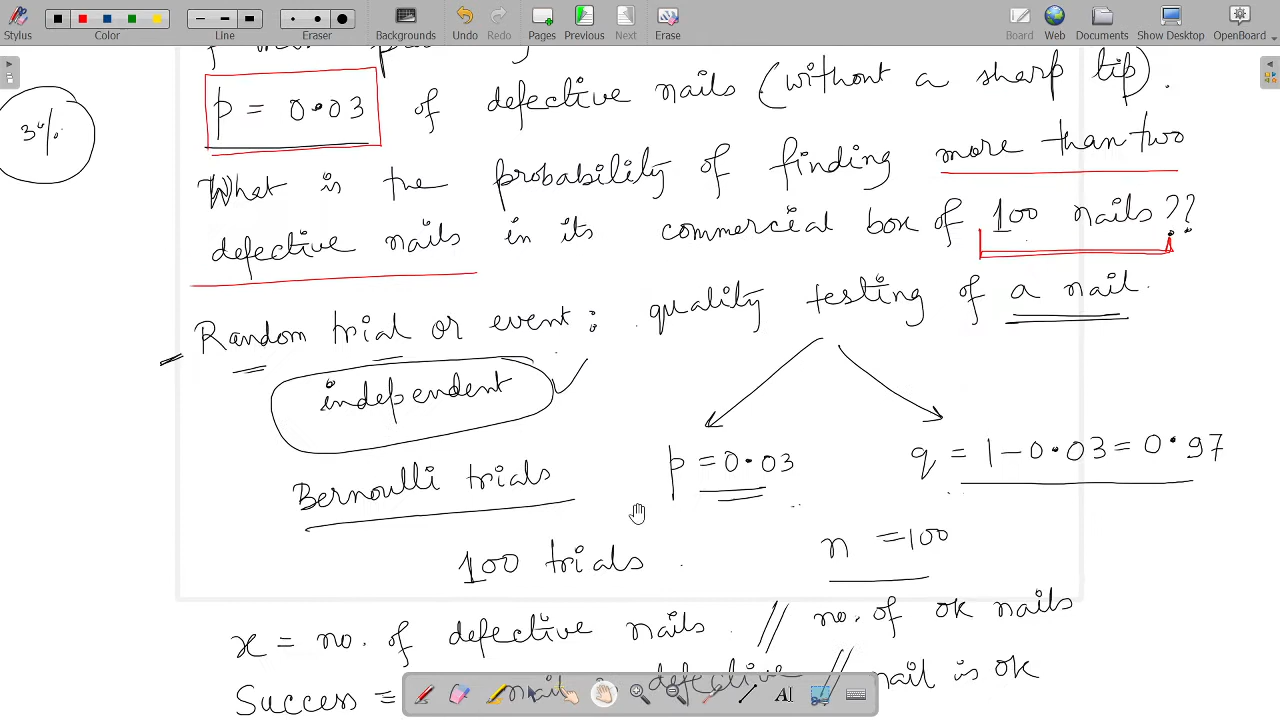 Stylus
Color
Line
Eraser
Backgrounds
Undo
Redo
Pages
Previous
Next
Erase
Board
Web
Documents
Show Desktop
OpenBoard
3%
p = 0.03 of defective nails (without a sharp tip).
What is the probability of finding more than two
defective nails in its commercial box of 100 nails??
Random trial or event: quality testing of a nail.
independent
p = 0.03
q = 1-0.03 = 0.97
Bernoulli trials
100 trials.
n = 100
x = no. of defective nails. // no. of ok nails
Success = nail defective // nail is ok